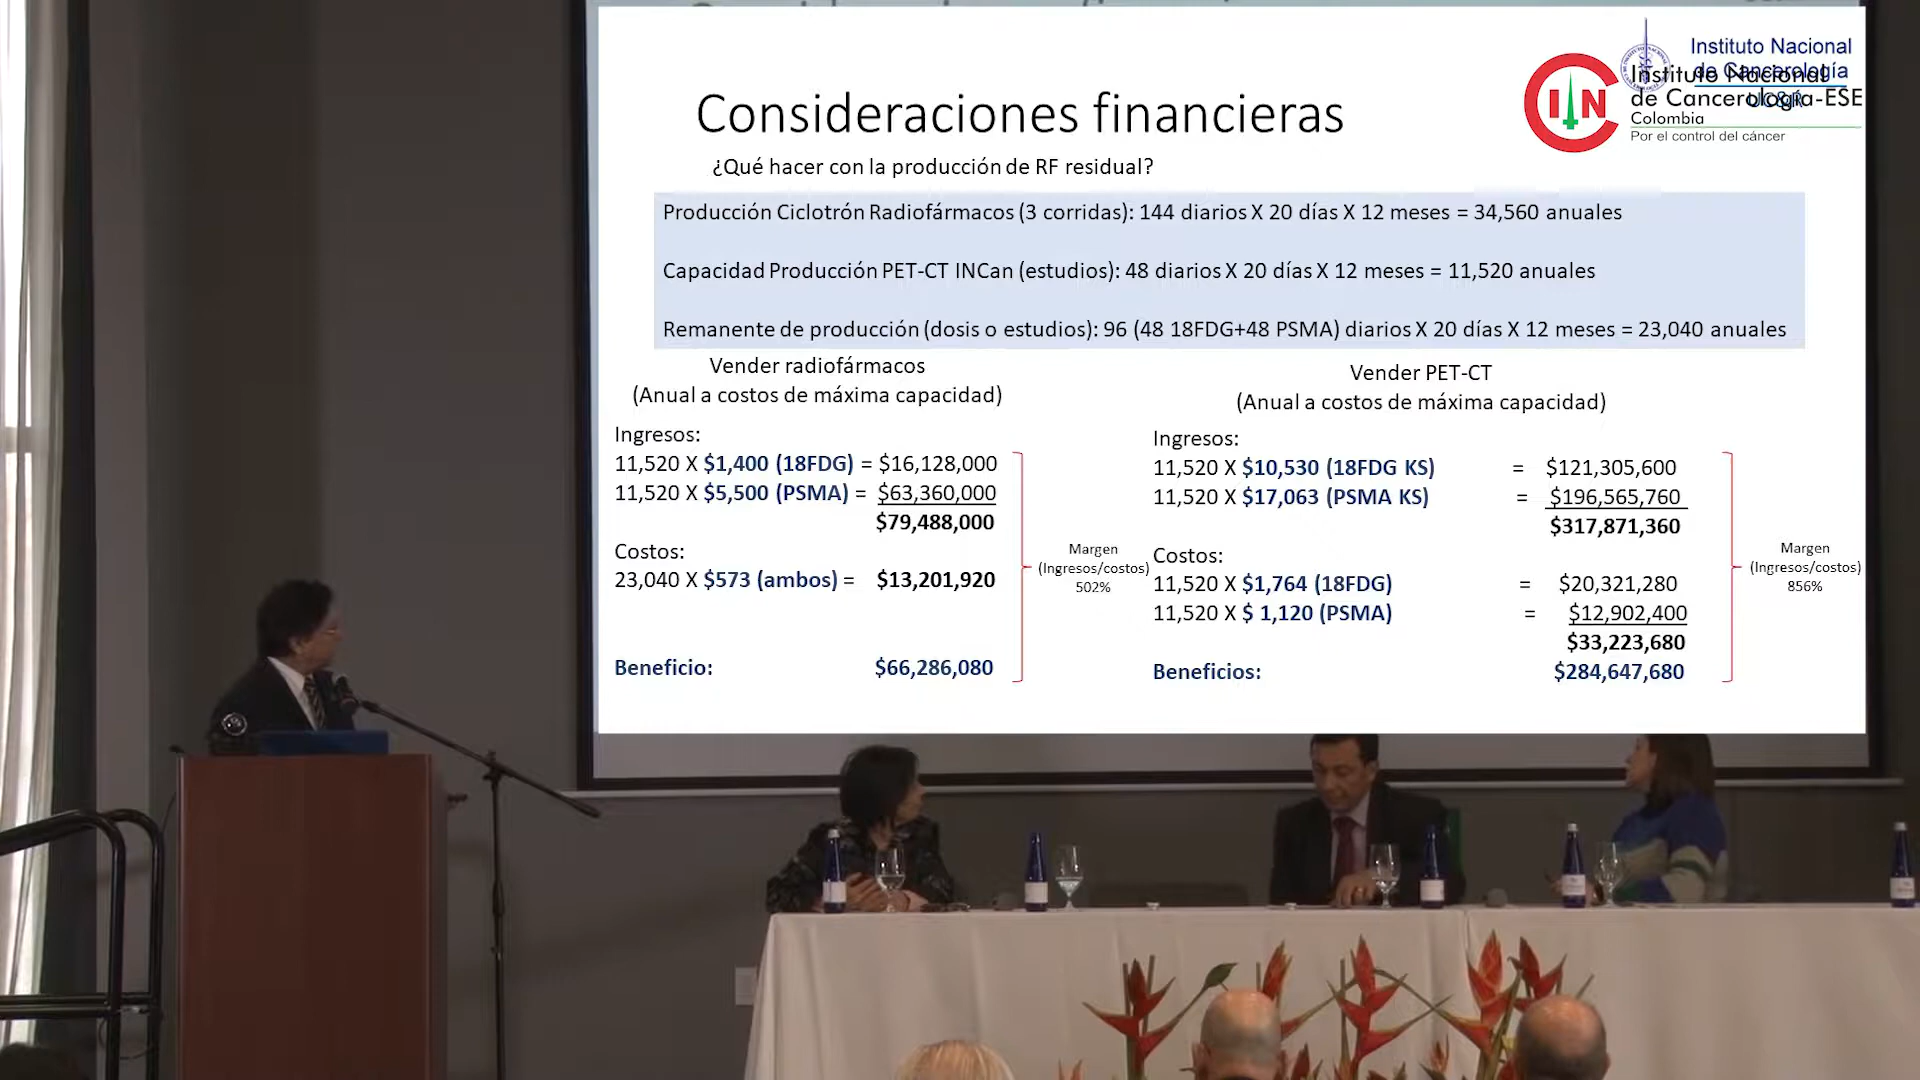 Instituto Nacional
de Cancerología
Instituto Nacional
de Cancerología-ESE
Colombia
Por el control del cáncer
Consideraciones financieras
¿Qué hacer con la producción de RF residual?
Producción Ciclotrón Radiofármacos (3 corridas): 144 diarios X 20 días X 12 meses = 34,560 anuales
Capacidad Producción PET-CT INCan (estudios): 48 diarios X 20 días X 12 meses = 11,520 anuales
Remanente de producción (dosis o estudios): 96 (48 18FDG+48 PSMA) diarios X 20 días X 12 meses = 23,040 anuales
Vender radiofármacos
(Anual a costos de máxima capacidad)
Ingresos:
11,520 X $1,400 (18FDG) = $16,128,000
11,520 X $5,500 (PSMA) = $63,360,000
$79,488,000
Costos:
23,040 X $573 (ambos) = $13,201,920
Margen
(Ingresos/costos)
502%
Beneficio: $66,286,080
Vender PET-CT
(Anual a costos de máxima capacidad)
Ingresos:
11,520 X $10,530 (18FDG KS) = $121,305,600
11,520 X $17,063 (PSMA KS) = $196,565,760
$317,871,360
Costos:
11,520 X $1,764 (18FDG) = $20,321,280
11,520 X $ 1,120 (PSMA) = $12,902,400
$33,223,680
Margen
(Ingresos/costos)
856%
Beneficios: $284,647,680